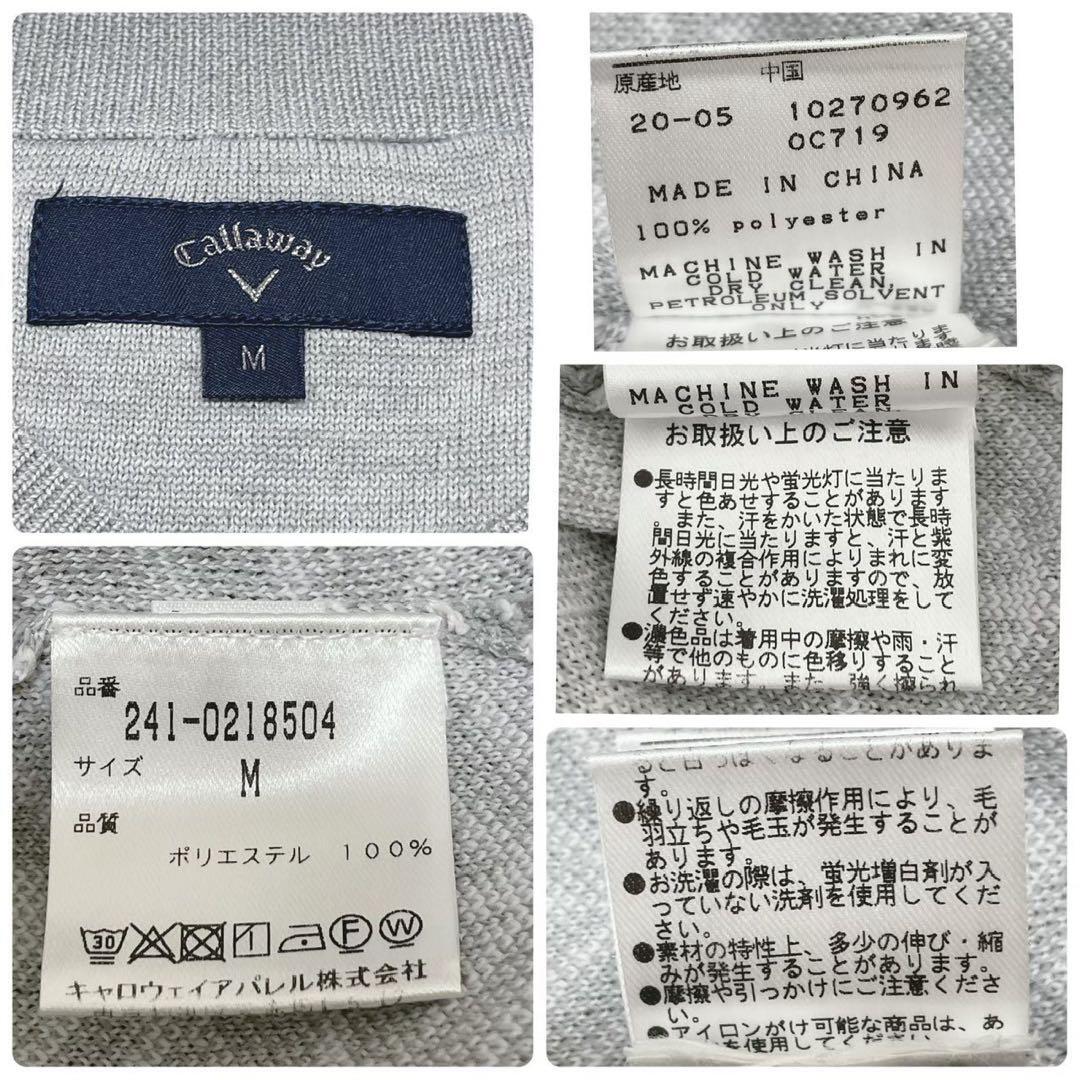 Callaway
M
原産地 中国
20-05 10270962
0C719
MADE IN CHINA
100% polyester
MACHINE WASH IN
COLD WATER
DRY CLEAN,
PETROLEUM SOLVENT
ONLY
お取扱い上のご注意
MACHINE WASH IN
COLD WATER
お取扱い上のご注意
●長時間日光や蛍光灯に当たりま
すと色あせすることがあります
。また、汗をかいた状態で長時
間日光に当たりますと、汗と紫
外線の複合作用によりまれに変
色することがありますので、放
置せず速やかに洗濯処理をして
ください。
●濃色品は着用中の摩擦や雨・汗
等で他のものに色移りすること
があります。また、強く擦られ
品番
241-0218504
サイズ
M
品質
ポリエステル 100%
30
F
W
キャロウェイアパレル株式会社
ると白っぽくなることがありま
す。
●繰り返しの摩擦作用により、毛
羽立ちや毛玉が発生することが
あります。
●お洗濯の際は、蛍光増白剤が入
っていない洗剤を使用してくだ
さい。
●素材の特性上、多少の伸び・縮
みが発生することがあります。
●摩擦や引っかけにご注意くださ
い。
●アイロンがけ可能な商品は、あ
を使用してください。